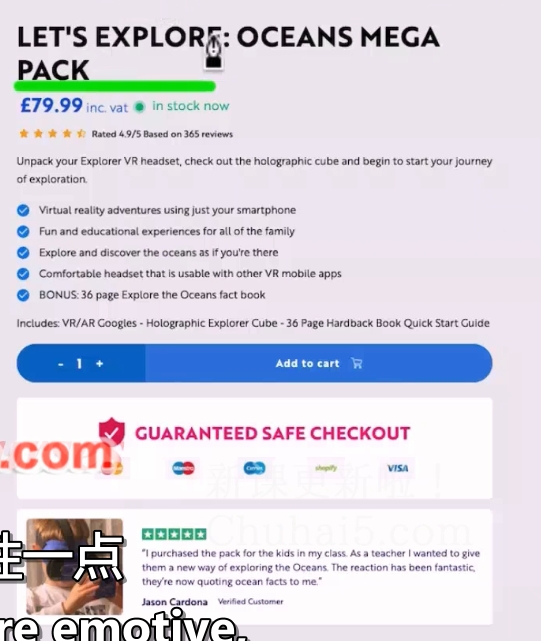 LET'S EXPLORE: OCEANS MEGA
PACK
£79.99 inc. vat in stock now
Rated 4.9/5 Based on 365 reviews
Unpack your Explorer VR headset, check out the holographic cube and begin to start your journey
of exploration.
Virtual reality adventures using just your smartphone
Fun and educational experiences for all of the family
Explore and discover the oceans as if you're there
Comfortable headset that is usable with other VR mobile apps
BONUS: 36 page Explore the Oceans fact book
Includes: VR/AR Googles - Holographic Explorer Cube - 36 Page Hardback Book Quick Start Guide
- 1 + Add to cart
GUARANTEED SAFE CHECKOUT
.com
shopify VISA
新课更新啦！
Chuhai5.com
"I purchased the pack for the kids in my class. As a teacher I wanted to give
them a new way of exploring the Oceans. The reaction has been fantastic,
they're now quoting ocean facts to me."
一点
Jason Cardona Verified Customer
re emotive,